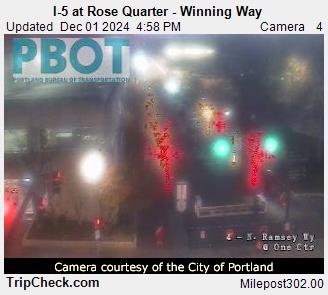 I-5 at Rose Quarter - Winning Way
Updated Dec 01 2024 4:58 PM Camera 4
PBOT
PORTLAND BUREAU OF TRANSPORTATION
4 - N. Ramsey Wy
@ One Ctr
Camera courtesy of the City of Portland
TripCheck.com Milepost302.00